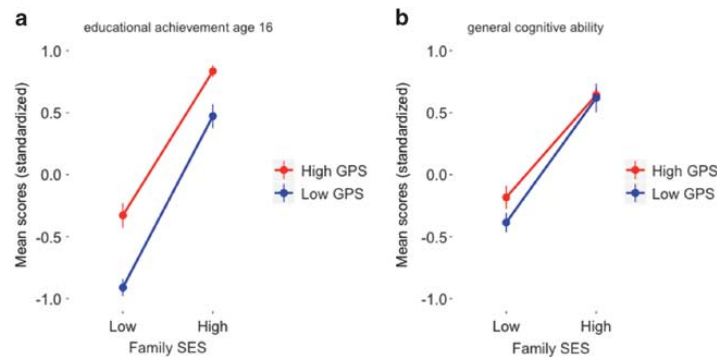 a
educational achievement age 16
1.0
0.5
0.0
-0.5
-1.0
Mean scores (standardized)
Low High
Family SES
High GPS
Low GPS
b
general cognitive ability
1.0
0.5
0.0
-0.5
-1.0
Mean scores (standardized)
Low High
Family SES
High GPS
Low GPS